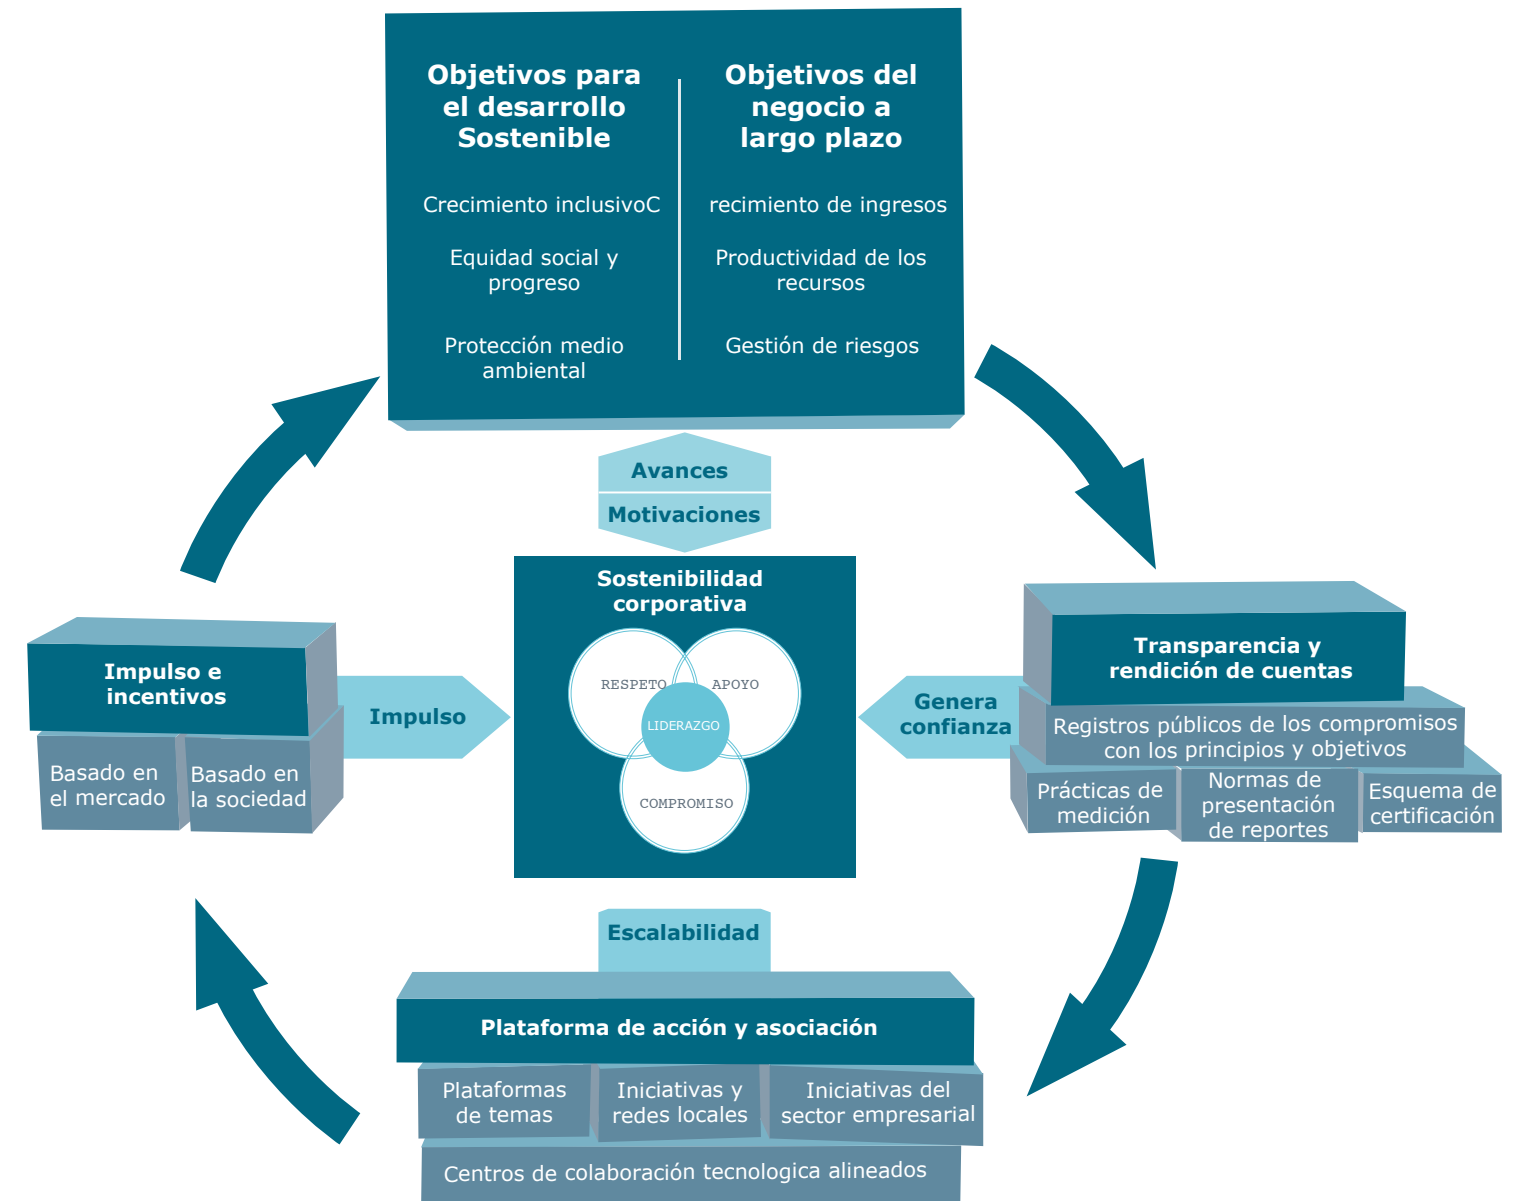 Objetivos para
el desarrollo
Sostenible
Crecimiento inclusivoC
Equidad social y
progreso
Protección medio
ambiental
Objetivos del
negocio a
largo plazo
recimiento de ingresos
Productividad de los
recursos
Gestión de riesgos
Avances
Motivaciones
Sostenibilidad
corporativa
RESPETO
APOYO
LIDERAZGO
COMPROMISO
Impulso e
incentivos
Basado en
el mercado
Basado en
la sociedad
Impulso
Genera
confianza
Transparencia y
rendición de cuentas
Registros públicos de los compromisos
con los principios y objetivos
Prácticas de
medición
Normas de
presentación
de reportes
Esquema de
certificación
Escalabilidad
Plataforma de acción y asociación
Plataformas
de temas
Iniciativas y
redes locales
Iniciativas del
sector empresarial
Centros de colaboración tecnologica alineados